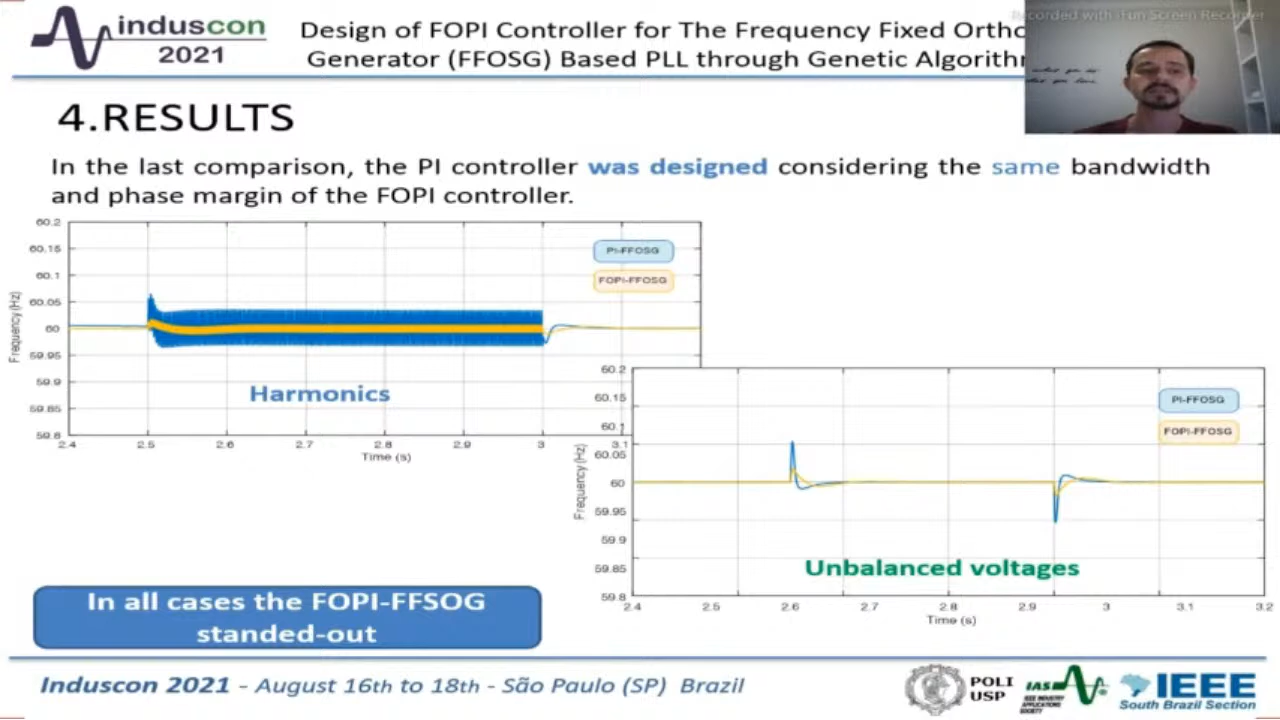 induscon
2021
Design of FOPI Controller for The Frequency Fixed Ortho
Generator (FFOSG) Based PLL through Genetic Algorith
Recorded with iFun Screen Recorder
4.RESULTS
In the last comparison, the PI controller was designed considering the same bandwidth
and phase margin of the FOPI controller.
60.2
60.15
60.1
60.05
60
59.95
59.9
59.85
59.8
Frequency (Hz)
PI-FFOSG
FOPI-FFOSG
Harmonics
2.4 2.5 2.6 2.7 2.8 2.9 3 3.1
Time (s)
60.2
60.15
60.1
60.05
60
59.95
59.9
59.85
59.8
Frequency (Hz)
PI-FFOSG
FOPI-FFOSG
Unbalanced voltages
2.4 2.5 2.6 2.7 2.8 2.9 3 3.1 3.2
Time (s)
In all cases the FOPI-FFSOG
standed-out
Induscon 2021 - August 16th to 18th - São Paulo (SP) Brazil
POLI
USP
IAS
IEEE INDUSTRY
APPLICATIONS
SOCIETY
IEEE
South Brazil Section